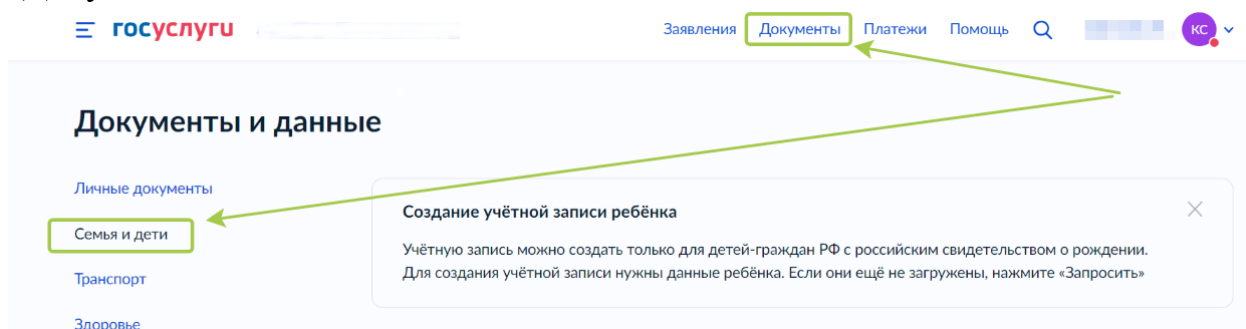 госуслуги
Заявления Документы Платежи Помощь КС
Документы и данные
Личные документы
Семья и дети
Транспорт
Здоровье
Создание учётной записи ребёнка
Учётную запись можно создать только для детей-граждан РФ с российским свидетельством о рождении.
Для создания учётной записи нужны данные ребёнка. Если они ещё не загружены, нажмите «Запросить»